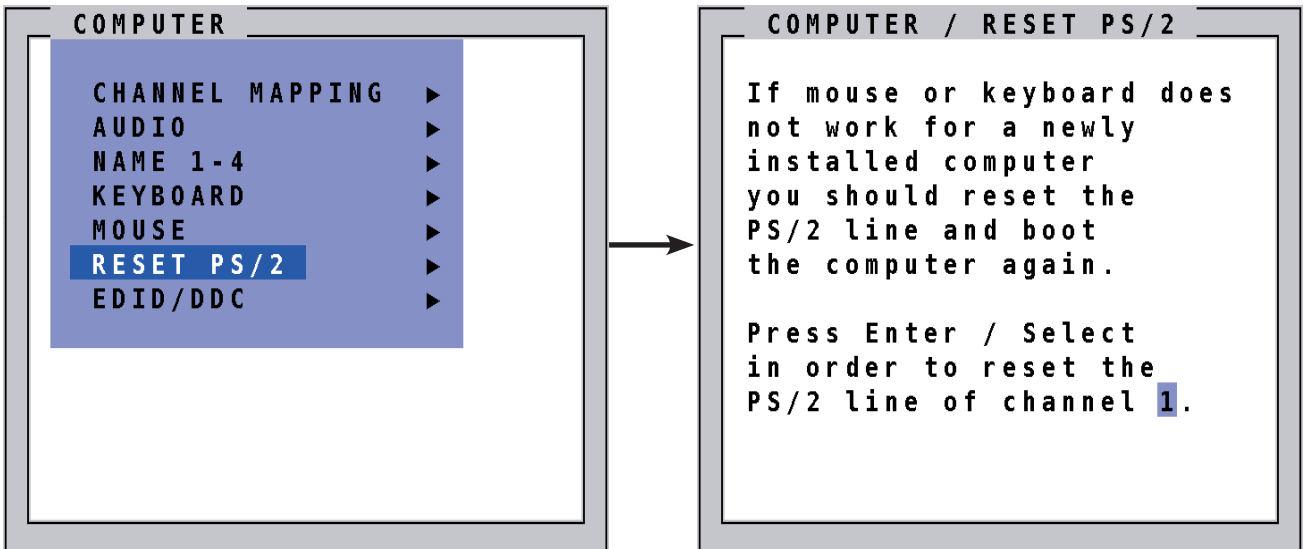 COMPUTER
CHANNEL MAPPING
AUDIO
NAME 1-4
KEYBOARD
MOUSE
RESET PS/2
EDID/DDC
COMPUTER / RESET PS/2
If mouse or keyboard does
not work for a newly
installed computer
you should reset the
PS/2 line and boot
the computer again.
Press Enter / Select
in order to reset the
PS/2 line of channel 1.